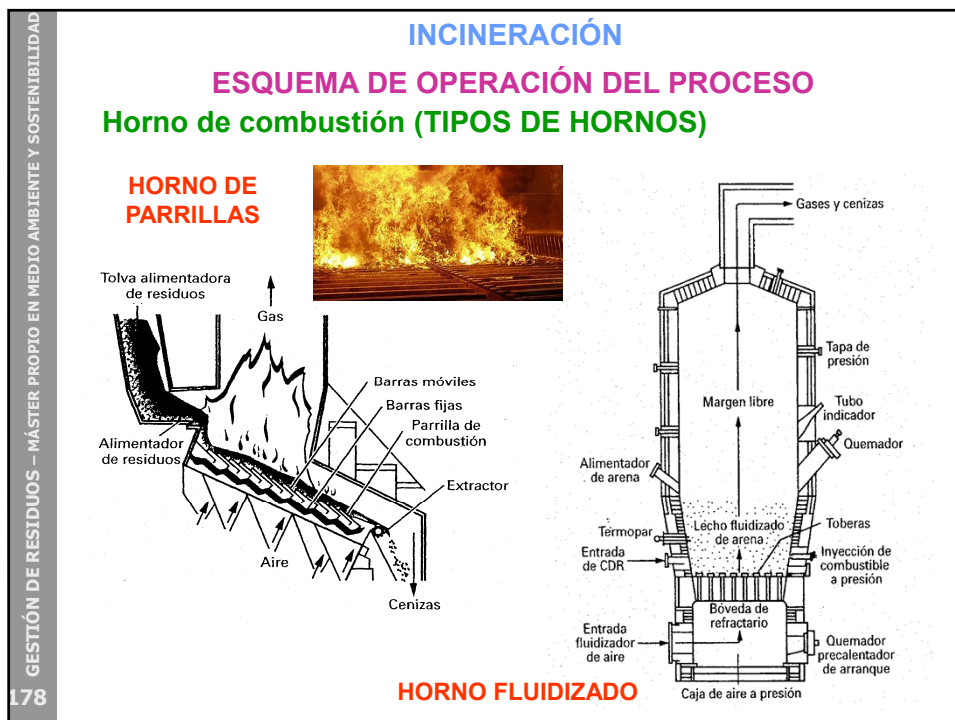 INCINERACIÓN
ESQUEMA DE OPERACIÓN DEL PROCESO
Horno de combustión (TIPOS DE HORNOS)
HORNO DE
PARRILLAS
Tolva alimentadora
de residuos
Gas
Barras móviles
Barras fijas
Parrilla de
combustión
Alimentador
de residuos
Extractor
Aire
Cenizas
Gases y cenizas
Tapa de
presión
Margen libre
Tubo
indicador
Quemador
Alimentador
de arena
Lecho fluidizado
de arena
Toberas
Termopar
Entrada
de CDR
Inyección de
combustible
a presión
Bóveda de
refractario
Entrada
fluidizador
de aire
Quemador
precalentador
de arranque
Caja de aire a presión
HORNO FLUIDIZADO
GESTIÓN DE RESIDUOS – MÁSTER PROPIO EN MEDIO AMBIENTE Y SOSTENIBILIDAD
178